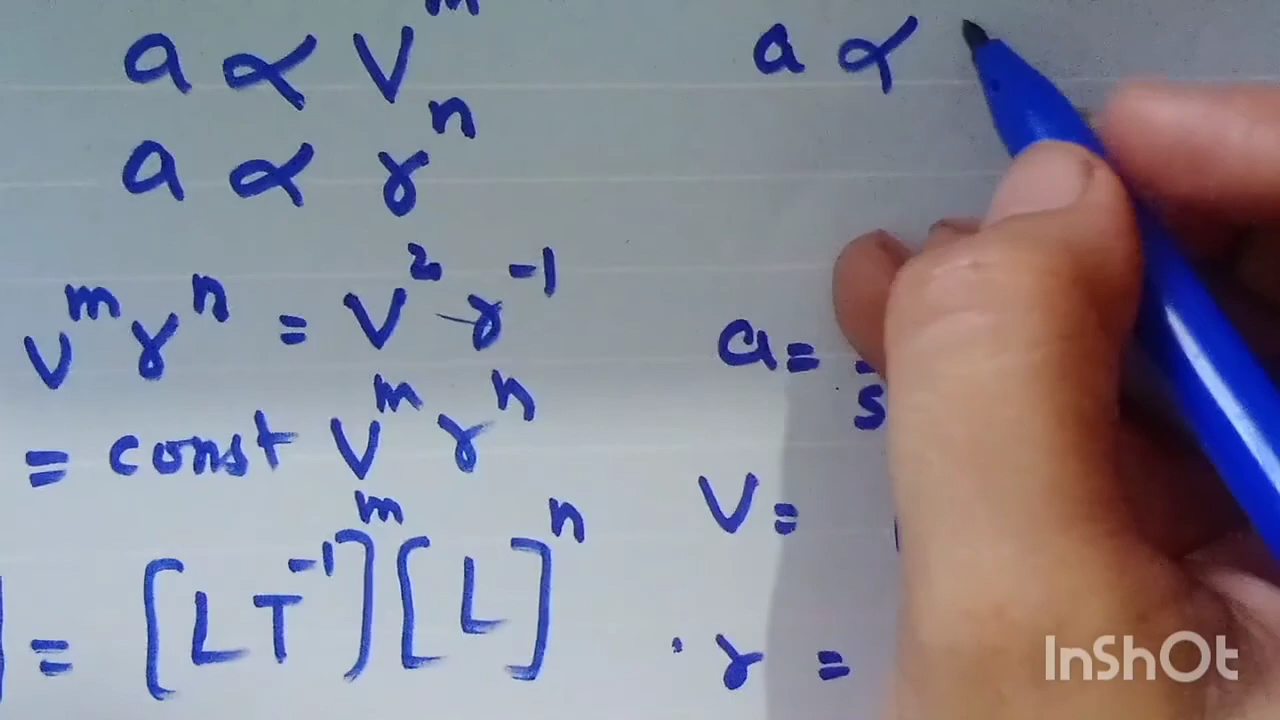 a ∝ v^m
a ∝ r^n
v^m r^n = v^2 r^-1
= const v^m r^n
= [LT^-1]^m [L]^n
a ∝
a =
s
v =
r =
InShOt